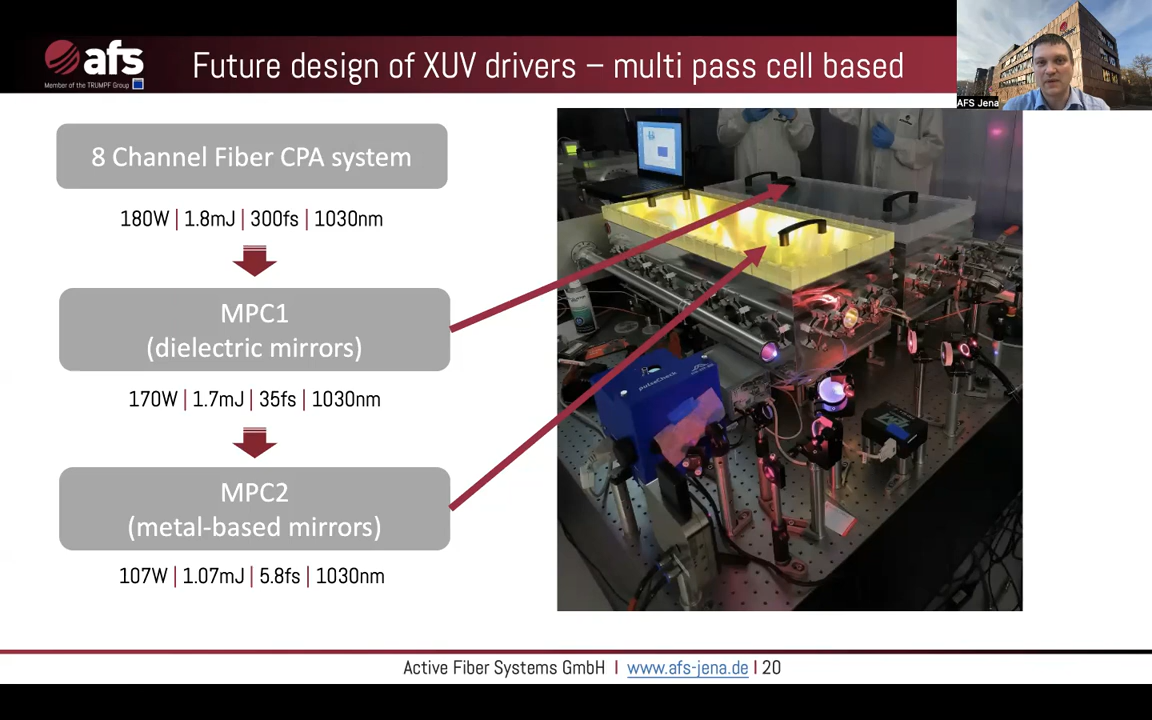 afs
Member of the TRUMPF Group
Future design of XUV drivers – multi pass cell based
AFS Jena
8 Channel Fiber CPA system
180W | 1.8mJ | 300fs | 1030nm
MPC1
(dielectric mirrors)
170W | 1.7mJ | 35fs | 1030nm
MPC2
(metal-based mirrors)
107W | 1.07mJ | 5.8fs | 1030nm
pulseCheck
Active Fiber Systems GmbH | www.afs-jena.de | 20